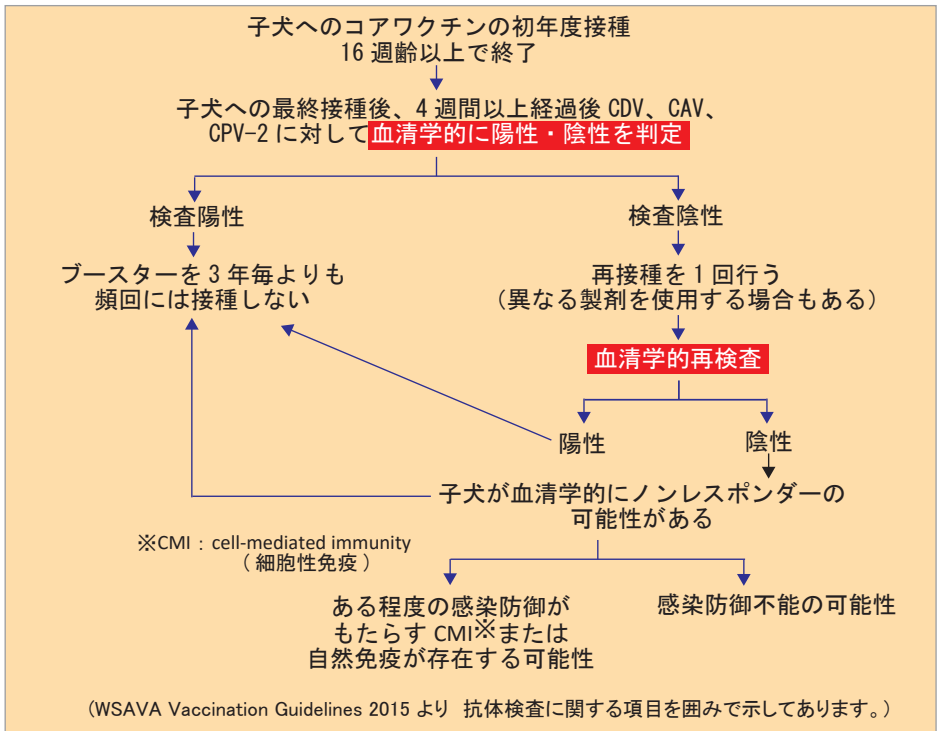 子犬へのコアワクチンの初年度接種
16 週齢以上で終了
子犬への最終接種後、4 週間以上経過後 CDV、CAV、
CPV-2 に対して血清学的に陽性・陰性を判定
検査陽性
検査陰性
ブースターを 3 年毎よりも
頻回には接種しない
再接種を 1 回行う
（異なる製剤を使用する場合もある）
血清学的再検査
陽性
陰性
子犬が血清学的にノンレスポンダーの
可能性がある
※CMI：cell-mediated immunity
（細胞性免疫）
ある程度の感染防御が
もたらす CMI※または
自然免疫が存在する可能性
感染防御不能の可能性
(WSAVA Vaccination Guidelines 2015 より 抗体検査に関する項目を囲みで示してあります。)